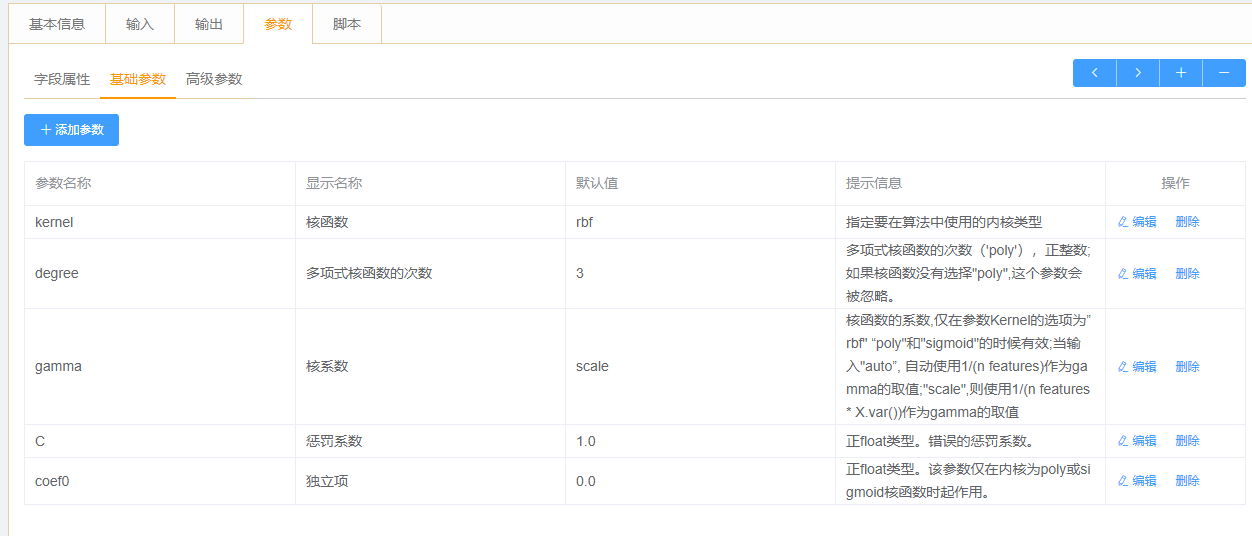 基本信息 输入 输出 参数 脚本
字段属性 基础参数 高级参数
添加参数
参数名称 显示名称 默认值 提示信息 操作
kernel 核函数 rbf 指定要在算法中使用的内核类型 编辑 删除
degree 多项式核函数的次数 3 多项式核函数的次数（'poly'），正整数;
如果核函数没有选择"poly",这个参数会
被忽略。 编辑 删除
gamma 核系数 scale 核函数的系数,仅在参数Kernel的选项为”
rbf" “poly"和"sigmoid"的时候有效;当输
入"auto”, 自动使用1/(n features)作为ga
mma的取值;"scale",则使用1/(n features
* X.var())作为gamma的取值 编辑 删除
C 惩罚系数 1.0 正float类型。错误的惩罚系数。 编辑 删除
coef0 独立项 0.0 正float类型。该参数仅在内核为poly或si
gmoid核函数时起作用。 编辑 删除